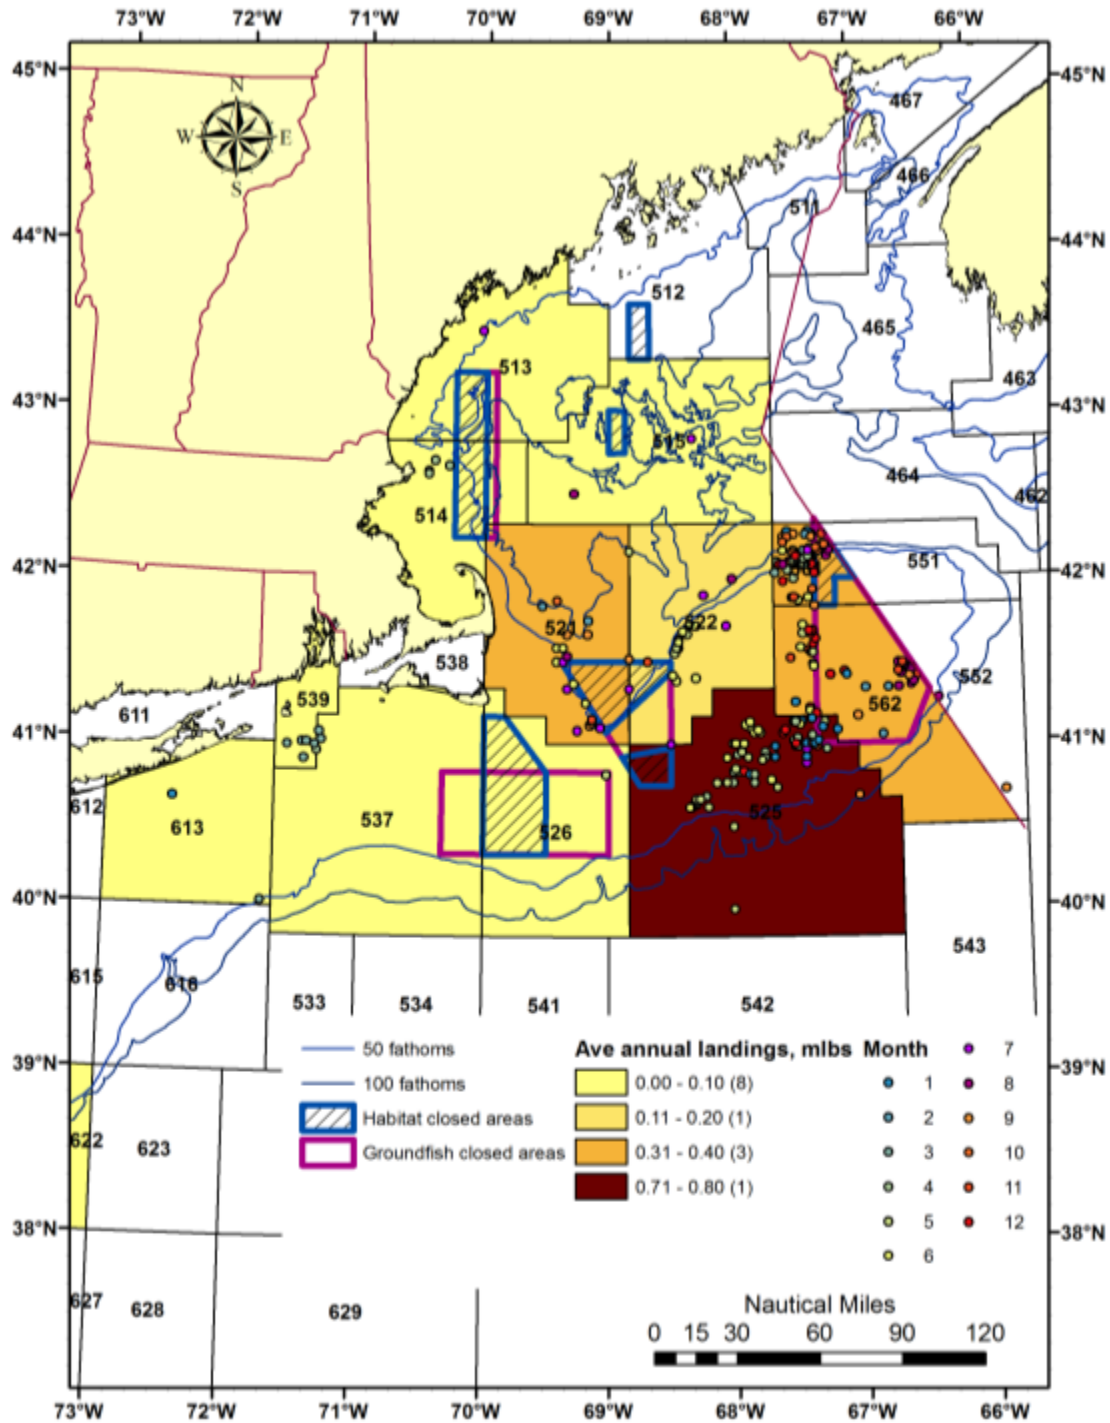 73°W 72°W 71°W 70°W 69°W 68°W 67°W 66°W
45°N 45°N
N
W E
S
467
466
511
44°N 44°N
512
465
513
463
43°N 43°N
515
464
462
514
551
42°N 42°N
521
522
538
552
539
562
611
41°N 41°N
612
613
537
526
525
40°N 40°N
543
615
616
533 534 541 542
39°N 39°N
50 fathoms
100 fathoms
Habitat closed areas
Groundfish closed areas
Ave annual landings, mlbs
0.00 - 0.10 (8)
0.11 - 0.20 (1)
0.31 - 0.40 (3)
0.71 - 0.80 (1)
Month
1
2
3
4
5
6
7
8
9
10
11
12
622
623
38°N 38°N
627
628
629
Nautical Miles
0 15 30 60 90 120
73°W 72°W 71°W 70°W 69°W 68°W 67°W 66°W